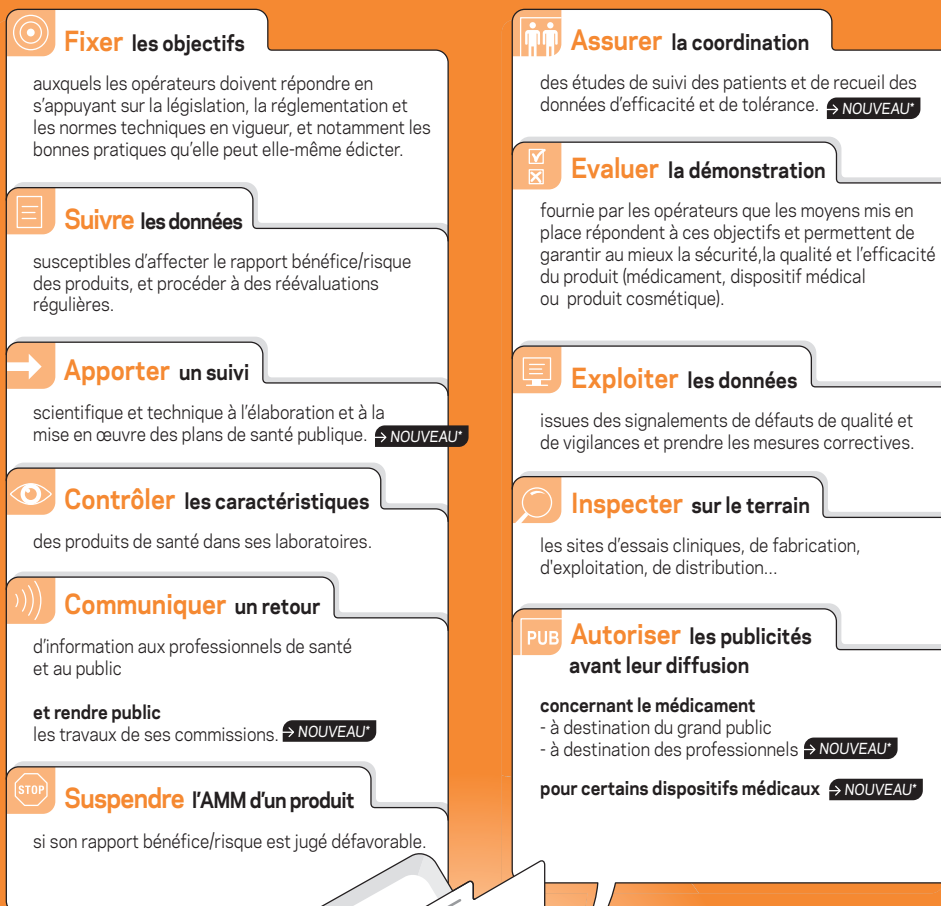 Fixer les objectifs
auxquels les opérateurs doivent répondre en
s'appuyant sur la législation, la réglementation et
les normes techniques en vigueur, et notamment les
bonnes pratiques qu'elle peut elle-même édicter.
Suivre les données
susceptibles d'affecter le rapport bénéfice/risque
des produits, et procéder à des réévaluations
régulières.
Apporter un suivi
scientifique et technique à l'élaboration et à la
mise en œuvre des plans de santé publique. → NOUVEAU*
Contrôler les caractéristiques
des produits de santé dans ses laboratoires.
Communiquer un retour
d'information aux professionnels de santé
et au public
et rendre public
les travaux de ses commissions. → NOUVEAU*
STOP
Suspendre l'AMM d'un produit
si son rapport bénéfice/risque est jugé défavorable.
Assurer la coordination
des études de suivi des patients et de recueil des
données d'efficacité et de tolérance. → NOUVEAU*
Evaluer la démonstration
fournie par les opérateurs que les moyens mis en
place répondent à ces objectifs et permettent de
garantir au mieux la sécurité,la qualité et l'efficacité
du produit (médicament, dispositif médical
ou produit cosmétique).
Exploiter les données
issues des signalements de défauts de qualité et
de vigilances et prendre les mesures correctives.
Inspecter sur le terrain
les sites d'essais cliniques, de fabrication,
d'exploitation, de distribution...
PUB
Autoriser les publicités
avant leur diffusion
concernant le médicament
- à destination du grand public
- à destination des professionnels → NOUVEAU*
pour certains dispositifs médicaux → NOUVEAU*